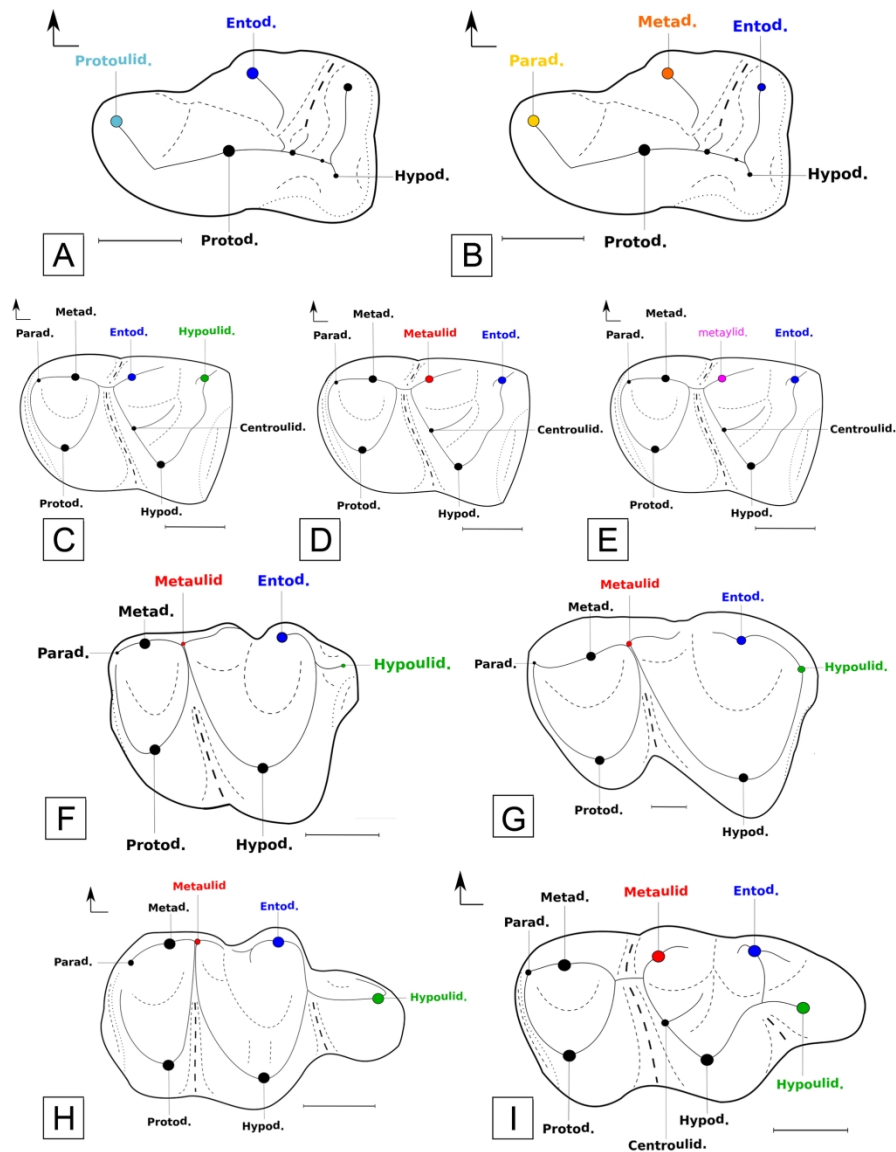 Entod.
Protoulid.
Hypod.
Protod.
A
Metad.
Entod.
Parad.
Hypod.
Protod.
B
Metad.
Parad.
Entod.
Hypoulid.
Centroulid.
Protod.
Hypod.
C
Metad.
Parad.
Metaulid
Entod.
Centroulid.
Protod.
Hypod.
D
Metad.
Parad.
metaylid.
Entod.
Centroulid.
Protod.
Hypod.
E
Metaulid
Entod.
Metad.
Parad.
Hypoulid.
F
Protod.
Hypod.
Metaulid
Entod.
Metad.
Parad.
Hypoulid.
G
Protod.
Hypod.
Metaulid
Metad.
Entod.
Parad.
Hypoulid.
H
Protod.
Hypod.
Metad.
Metaulid
Entod.
Parad.
Hypoulid.
I
Protod.
Hypod.
Centroulid.